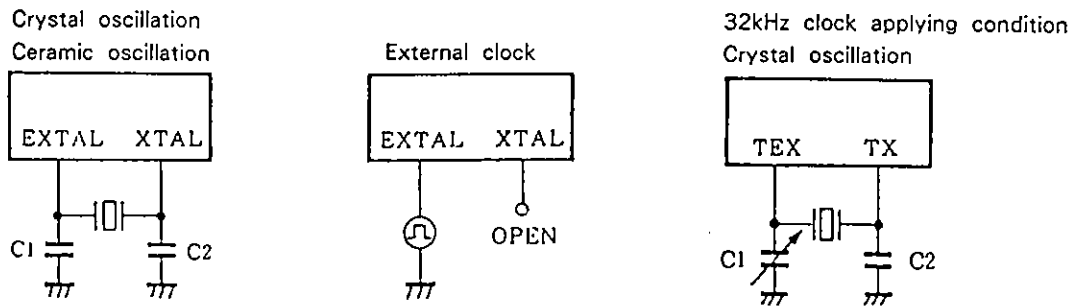 Crystal oscillation
Ceramic oscillation
EXTAL XTAL
C1 C2
External clock
EXTAL XTAL
OPEN
32kHz clock applying condition
Crystal oscillation
TEX TX
C1 C2